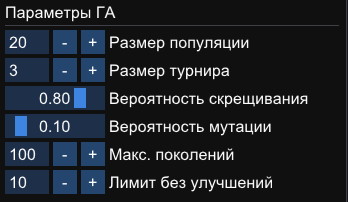 Параметры ГА
20 - + Размер популяции
3 - + Размер турнира
0.80 Вероятность скрещивания
0.10 Вероятность мутации
100 - + Макс. поколений
10 - + Лимит без улучшений